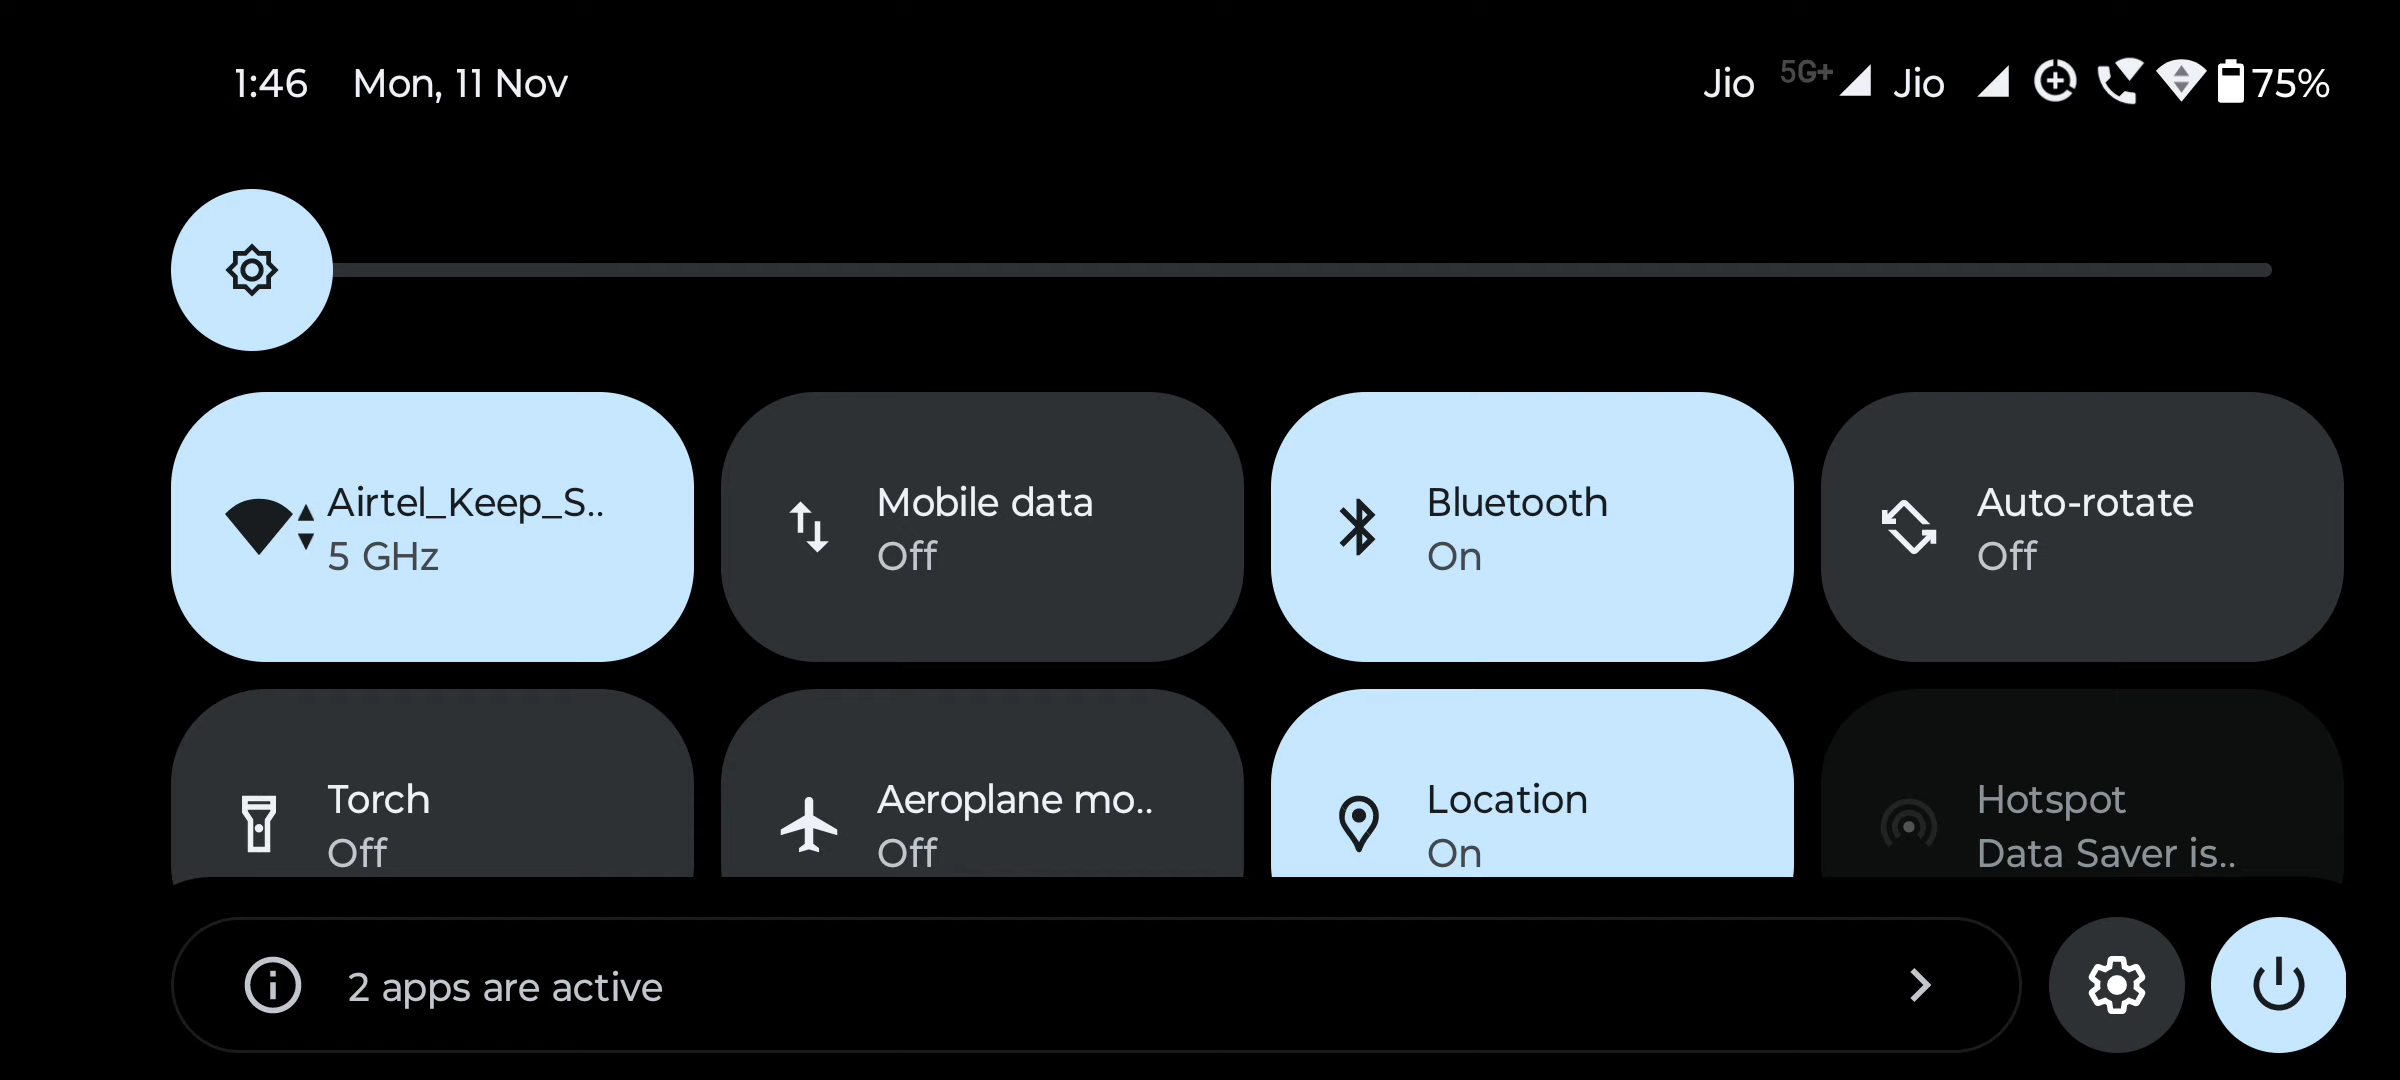 1:46 Mon, 11 Nov Jio 5G+ Jio 75%
Airtel_Keep_S.. Mobile data Bluetooth Auto-rotate
5 GHz Off On Off
Torch Aeroplane mo.. Location Hotspot
Off Off On Data Saver is..
2 apps are active